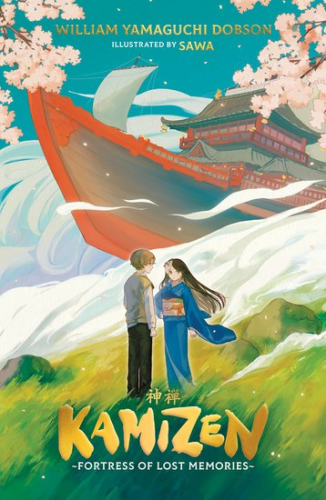 WILLIAM YAMAGUCHI DOBSON
ILLUSTRATED BY SAWA
神禅
KAMIZEN
~FORTRESS OF LOST MEMORIES~